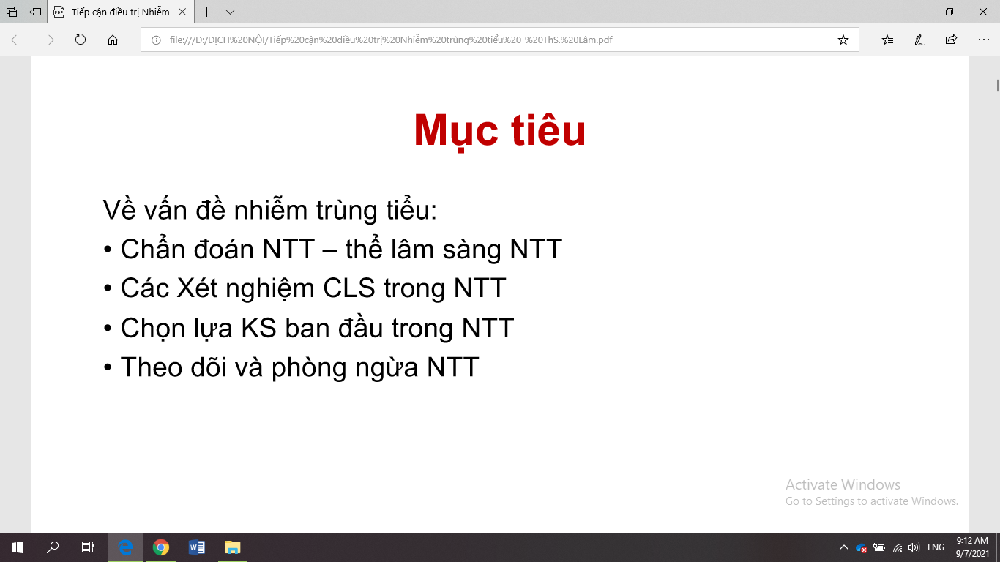 Tiếp cận điều trị Nhiễm
file:///D:/DỊCH%20NỘI/Tiếp%20cận%20điều%20trị%20Nhiễm%20trùng%20tiểu%20-%20ThS.%20Lâm.pdf
Mục tiêu
Về vấn đề nhiễm trùng tiểu:
• Chẩn đoán NTT – thể lâm sàng NTT
• Các Xét nghiệm CLS trong NTT
• Chọn lựa KS ban đầu trong NTT
• Theo dõi và phòng ngừa NTT
Activate Windows
Go to Settings to activate Windows.
ENG
9:12 AM
9/7/2021